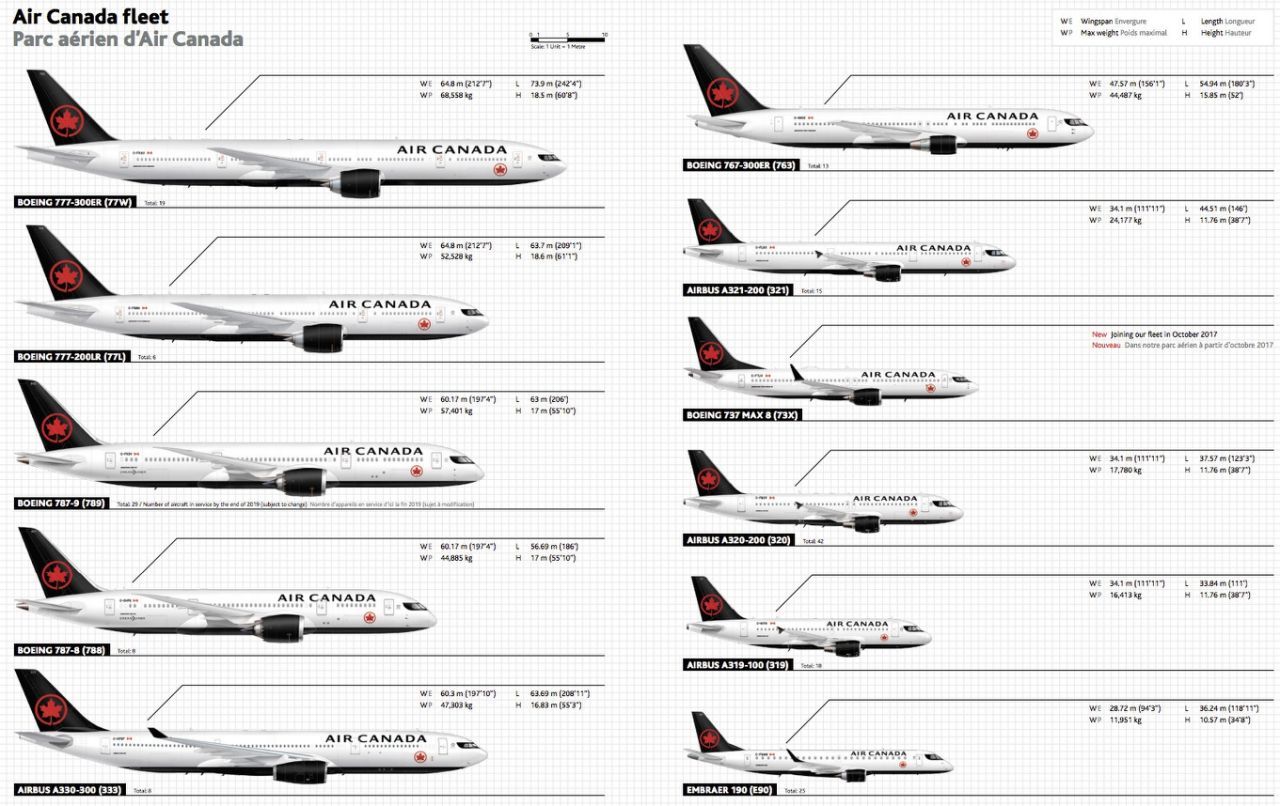 Air Canada fleet
Parc aérien d'Air Canada
0 1 5 10
Scale: 1 Unit = 1 Metre
WE Wingspan Envergure L Length Longueur
WP Max weight Poids maximal H Height Hauteur
WE 64.8 m (212'7") L 73.9 m (242'4")
WP 68,558 kg H 18.5 m (60'8")
AIR CANADA
BOEING 777-300ER (77W) Total: 19
WE 64.8 m (212'7") L 63.7 m (209'1")
WP 52,528 kg H 18.6 m (61'1")
AIR CANADA
BOEING 777-200LR (77L) Total: 6
WE 60.17 m (197'4") L 63 m (206')
WP 57,401 kg H 17 m (55'10")
AIR CANADA
BOEING 787-9 (789) Total: 29 / Number of aircraft in service by the end of 2019 (subject to change) Nombre d'appareils en service d'ici la fin 2019 (sujet à modification)
WE 60.17 m (197'4") L 56.69 m (186')
WP 44,885 kg H 17 m (55'10")
AIR CANADA
BOEING 787-8 (788) Total: 8
WE 60.3 m (197'10") L 63.69 m (208'11")
WP 47,303 kg H 16.83 m (55'3")
AIR CANADA
AIRBUS A330-300 (333) Total: 8
WE 47.57 m (156'1") L 54.94 m (180'3")
WP 44,487 kg H 15.85 m (52')
AIR CANADA
BOEING 767-300ER (763) Total: 13
WE 34.1 m (111'11") L 44.51 m (146')
WP 24,177 kg H 11.76 m (38'7")
AIR CANADA
AIRBUS A321-200 (321) Total: 15
New Joining our fleet in October 2017
Nouveau Dans notre parc aérien à partir d'octobre 2017
AIR CANADA
BOEING 737 MAX 8 (73X)
WE 34.1 m (111'11") L 37.57 m (123'3")
WP 17,780 kg H 11.76 m (38'7")
AIR CANADA
AIRBUS A320-200 (320) Total: 42
WE 34.1 m (111'11") L 33.84 m (111')
WP 16,413 kg H 11.76 m (38'7")
AIR CANADA
AIRBUS A319-100 (319) Total: 18
WE 28.72 m (94'3") L 36.24 m (118'11")
WP 11,951 kg H 10.57 m (34'8")
AIR CANADA
EMBRAER 190 (E90) Total: 25